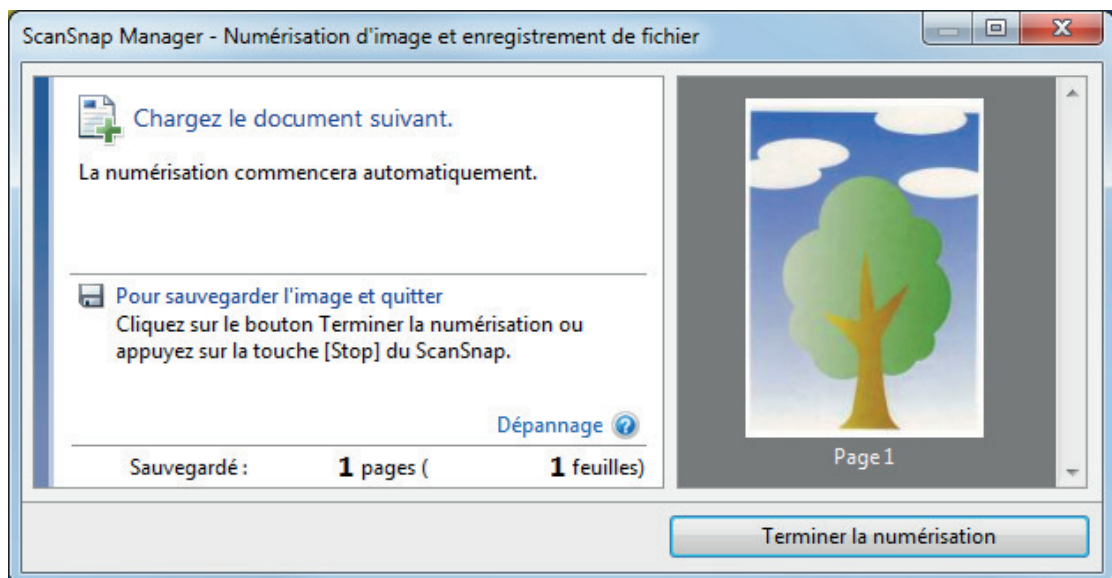 ScanSnap Manager - Numérisation d'image et enregistrement de fichier
Chargez le document suivant.
La numérisation commencera automatiquement.
Pour sauvegarder l'image et quitter
Cliquez sur le bouton Terminer la numérisation ou
appuyez sur la touche [Stop] du ScanSnap.
Dépannage
Sauvegardé : 1 pages ( 1 feuilles)
Page 1
Terminer la numérisation